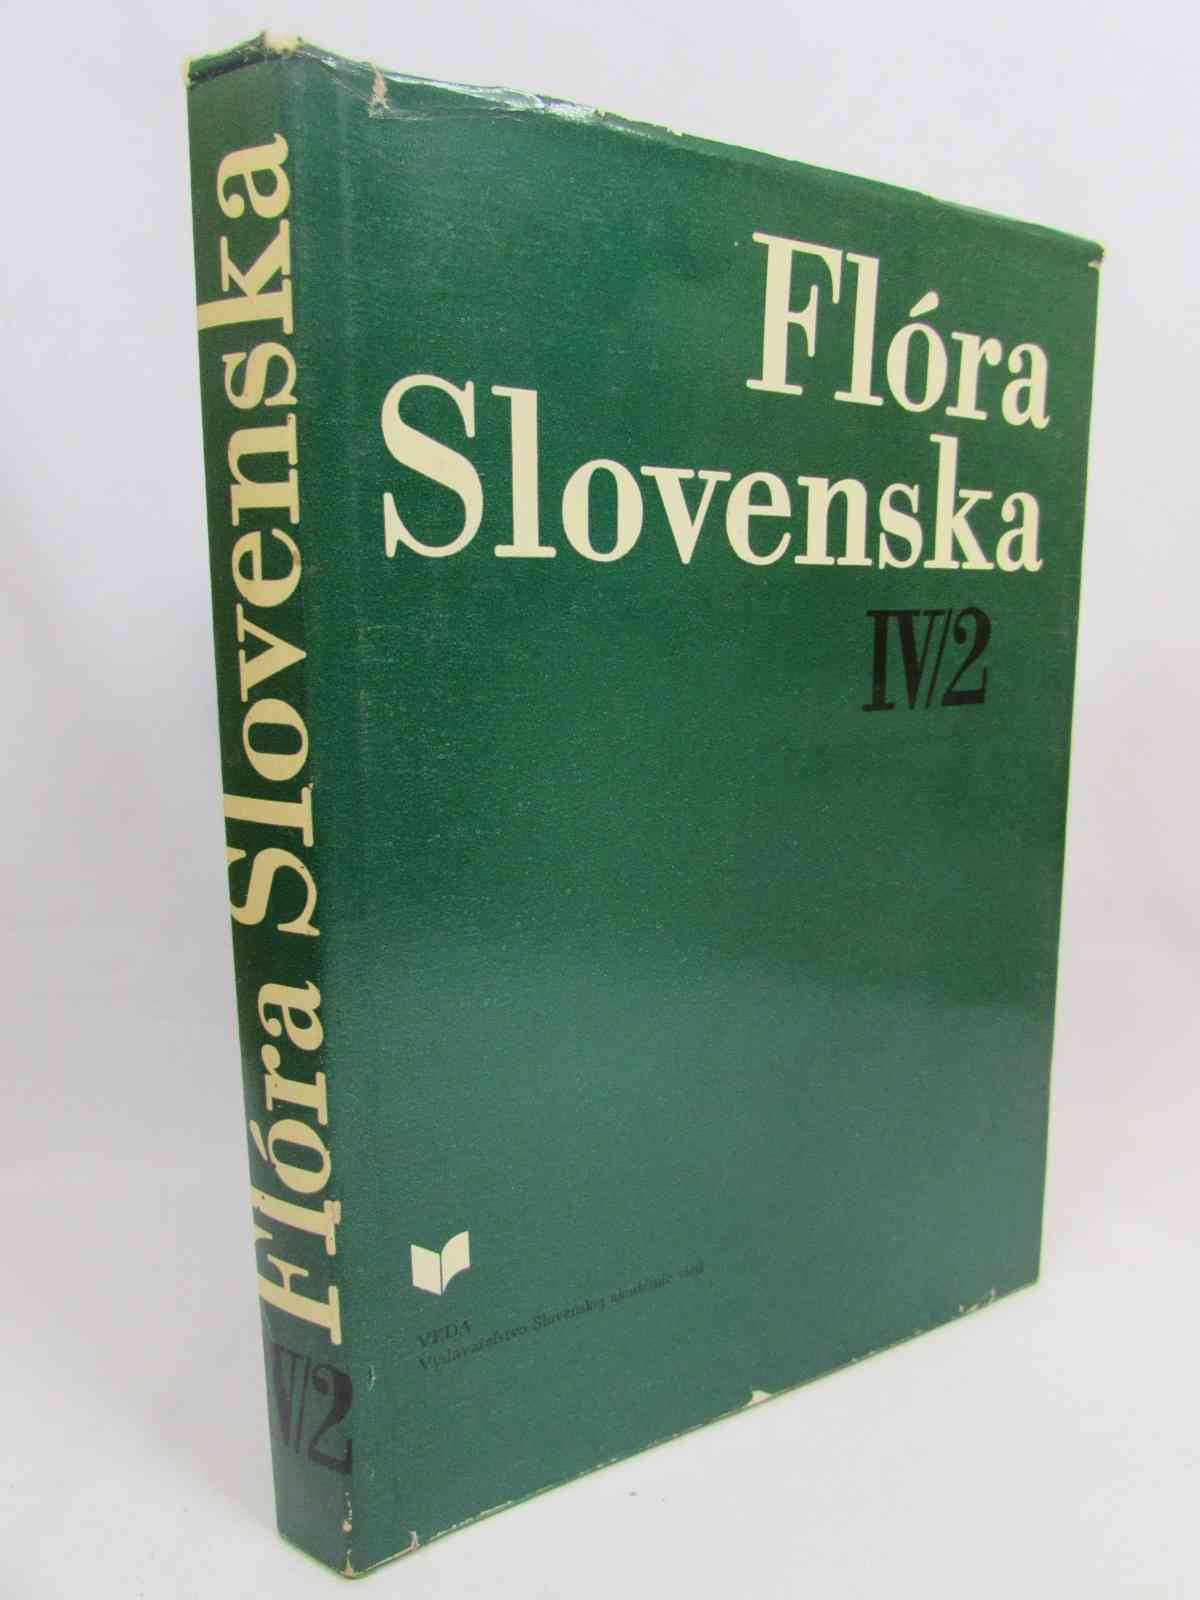 Flóra Slovenska
IV/2
Flóra
Slovenska
IV/2
VEDA
Vydavateľstvo Slovenskej akadémie vied